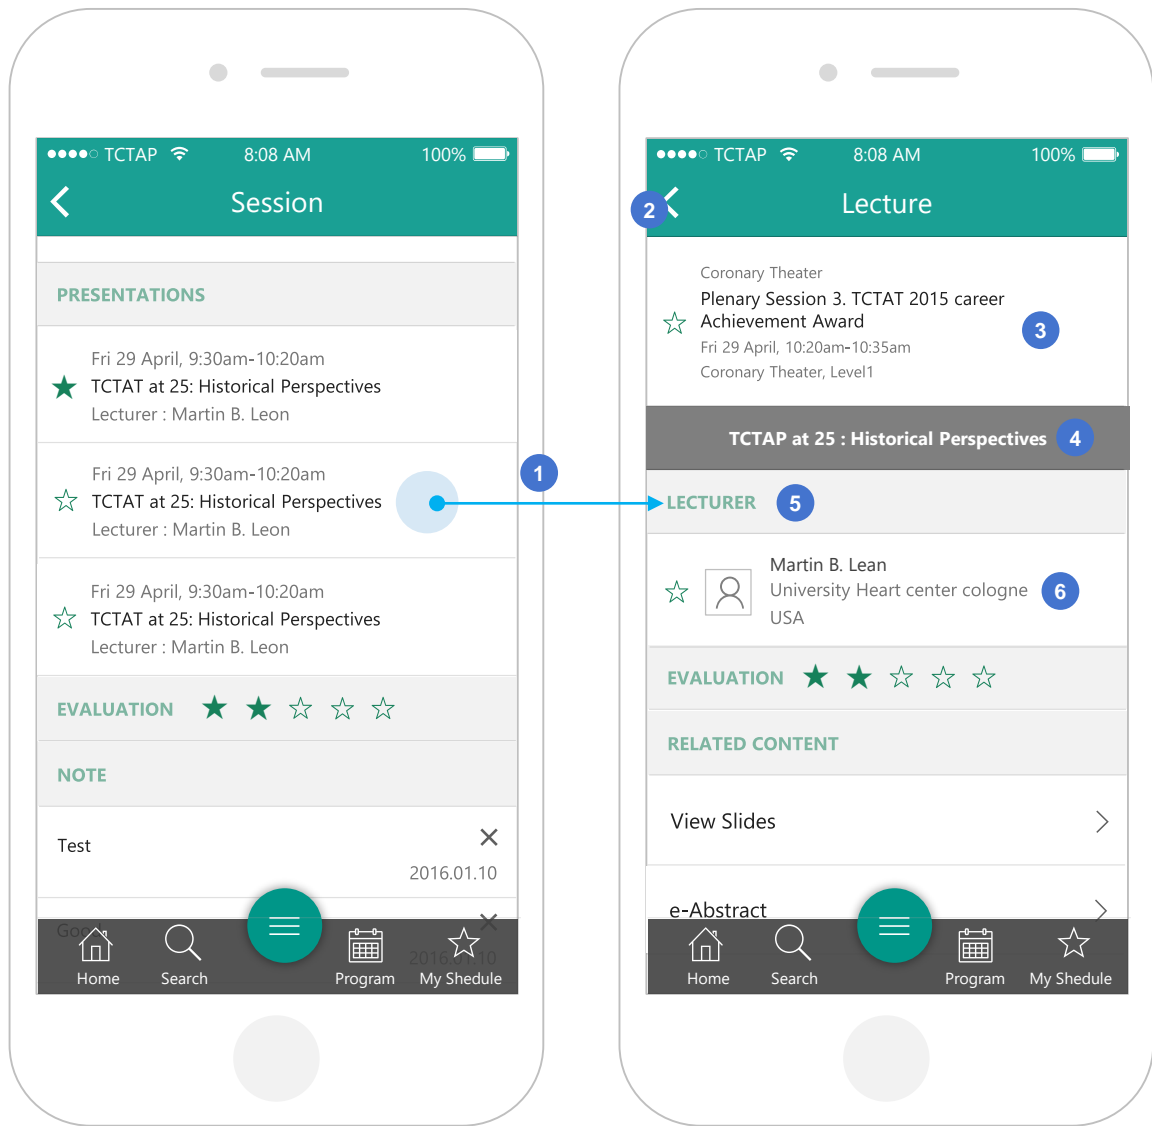 TCTAP 8:08 AM 100%
Session
PRESENTATIONS
Fri 29 April, 9:30am-10:20am
TCTAT at 25: Historical Perspectives
Lecturer : Martin B. Leon
Fri 29 April, 9:30am-10:20am
TCTAT at 25: Historical Perspectives
Lecturer : Martin B. Leon
1
Fri 29 April, 9:30am-10:20am
TCTAT at 25: Historical Perspectives
Lecturer : Martin B. Leon
EVALUATION
NOTE
Test
2016.01.10
2016.01.10
Home Search Program My Shedule
TCTAP 8:08 AM 100%
2
Lecture
Coronary Theater
Plenary Session 3. TCTAT 2015 career
Achievement Award
3
Fri 29 April, 10:20am-10:35am
Coronary Theater, Level1
TCTAP at 25 : Historical Perspectives 4
LECTURER 5
Martin B. Lean
University Heart center cologne 6
USA
EVALUATION
RELATED CONTENT
View Slides
e-Abstract
Home Search Program My Shedule